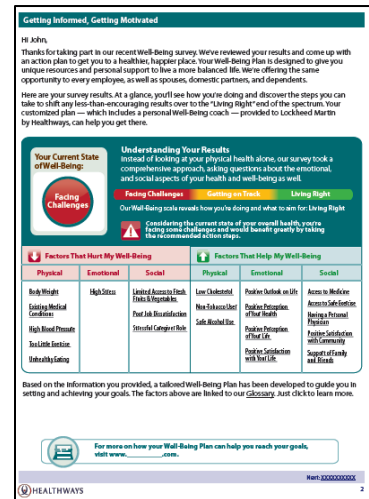 Getting Informed, Getting Motivated
Hi John,
Thanks for taking part in our recent Well-Being survey. We've reviewed your results and come up with
an action plan to get you to a healthier, happier place. Your Well-Being Plan is designed to give you
unique resources and personal support to live a more balanced life. We're offering the same
opportunity to every employee, as well as spouses, domestic partners, and dependents.
Here are your survey results. At a glance, you'll see how you're doing and discover the steps you can
take to shift any less-than-encouraging results over to the "Living Right" end of the spectrum. Your
customized plan — which includes a personal Well-Being coach — provided to Lockheed Martin
by Healthways, can help you get there.
Your Current State
of Well-Being:
Facing
Challenges
Understanding Your Results
Instead of looking at your physical health alone, our survey took a
comprehensive approach, asking questions about the emotional,
and social aspects of your health and well-being as well.
Facing Challenges Getting on Track Living Right
Our Well-Being scale reveals how you're doing and what to aim for: Living Right
Considering the current state of your overall health, you're
facing some challenges and would benefit greatly by taking
the recommended action steps.
Factors That Hurt My Well-Being
Physical Emotional Social
Body Weight
Existing Medical
Conditions
High Blood Pressure
Too Little Exercise
Unhealthy Eating
High Stress
Limited Access to Fresh
Fruits & Vegetables
Poor Job Dissatisfaction
Stressful Caregiver Role
Factors That Help My Well-Being
Physical Emotional Social
Low Cholesterol
Non-Tobacco User
Safe Alcohol Use
Positive Outlook on Life
Positive Perception
of Your Health
Positive Perception
of Your Life
Positive Satisfaction
with Your Life
Access to Medicine
Access to Safe Exercise
Having a Personal
Physician
Positive Satisfaction
with Community
Support of Family
and Friends
Based on the information you provided, a tailored Well-Being Plan has been developed to guide you in
setting and achieving your goals. The factors above are linked to our Glossary. Just click to learn more.
For more on how your Well-Being Plan can help you reach your goals,
visit www.__________.com.
Next: XXXXXXXXXX
HEALTHWAYS
2